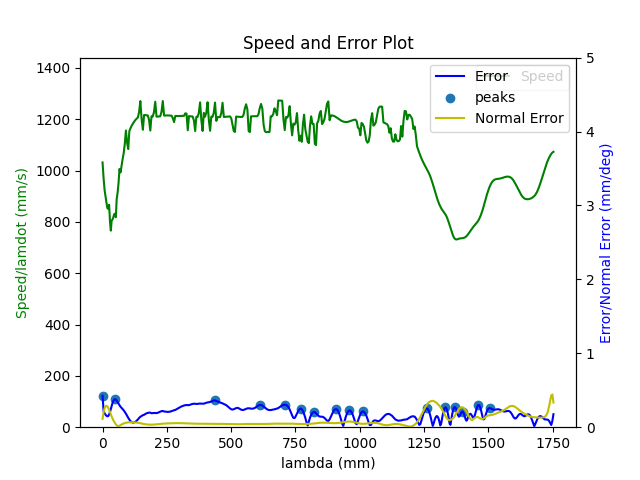 Speed and Error Plot
Speed/lamdot (mm/s)
1400
1200
1000
800
600
400
200
0
0
250
500
750
1000
1250
1500
1750
lambda (mm)
5
4
3
2
1
0
Error/Normal Error (mm/deg)
Speed
Error
peaks
Normal Error